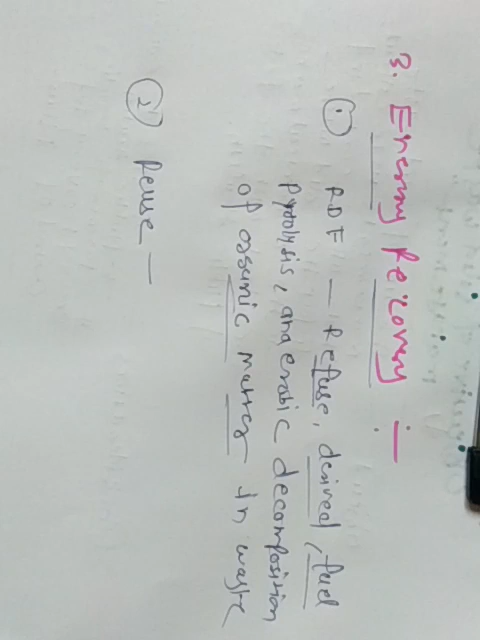 3. Energy Recovery :-
① RDF - Refuse, derived, fuel
Pyrolysis, anaerobic decomposition
of organic matter in waste
② Reuse -